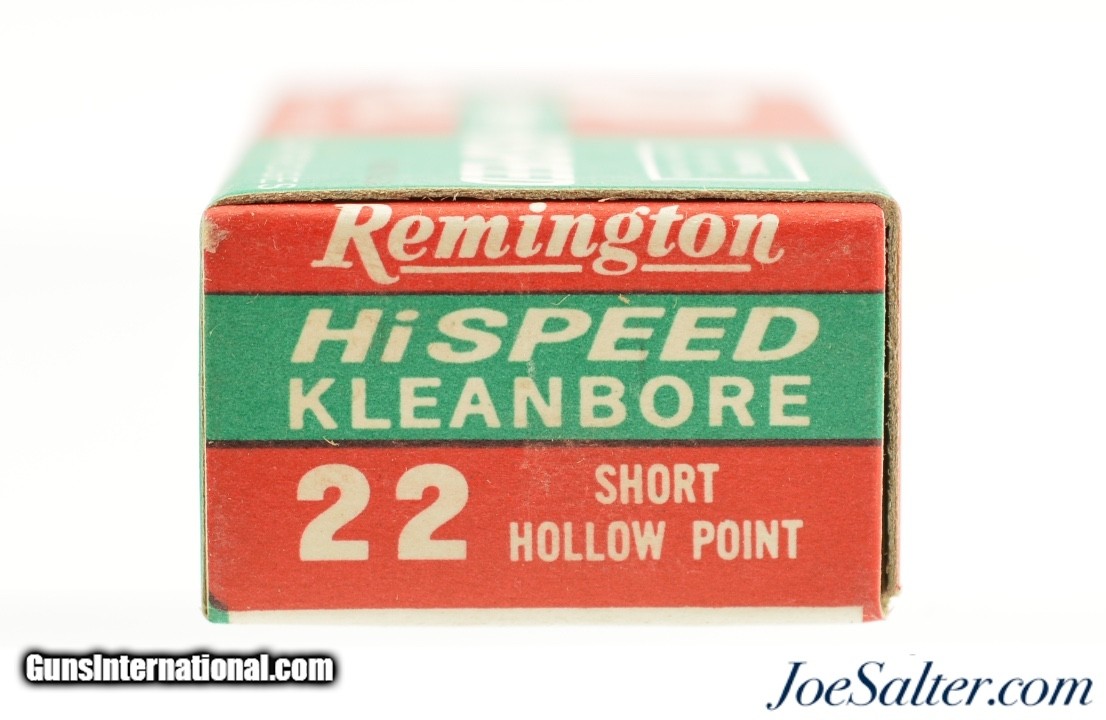 Remington
HiSPEED
KLEANBORE
22 SHORT
HOLLOW POINT
GunsInternational.com
JoeSalter.com